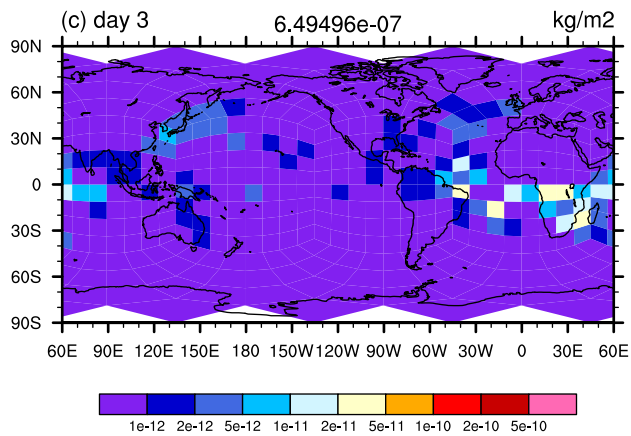 (c) day 3 6.49496e-07 kg/m2
90N
60N
30N
0
30S
60S
90S
60E 90E 120E 150E 180 150W 120W 90W 60W 30W 0 30E 60E
1e-12 2e-12 5e-12 1e-11 2e-11 5e-11 1e-10 2e-10 5e-10